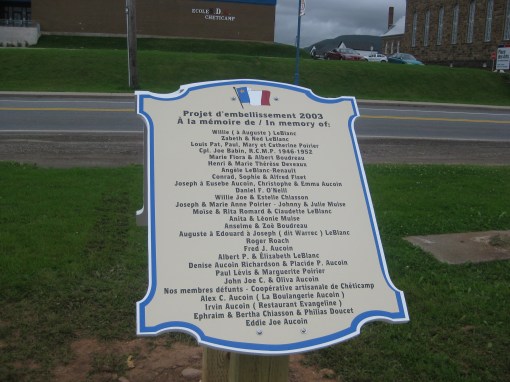 ECOLE NDA
CHETICAMP
Projet d'embellissement 2003
À la mémoire de / In memory of:
Willie ( à Auguste ) LeBlanc
Zabeth & Ned LeBlanc
Louis Pat, Paul, Mary et Catherine Poirier
Cpl. Joe Babin, R.C.M.P. 1946-1952
Marie Flora & Albert Boudreau
Henri & Marie Thérèse Deveaux
Angèle LeBlanc-Renault
Conrad, Sophie & Alfred Fiset
Joseph à Eusebe Aucoin, Christophe & Emma Aucoin
Daniel F. O'Neill
Willie Joe & Estelle Chiasson
Joseph & Marie Anne Poirier - Johnny & Julie Muise
Moïse & Rita Romard & Claudette LeBlanc
Anita & Léonie Muise
Anselme & Zoë Boudreau
Auguste à Edouard à Joseph ( dit Warrec ) LeBlanc
Roger Roach
Fred J. Aucoin
Albert P. & Élizabeth LeBlanc
Denise Aucoin Richardson & Placide P. Aucoin
Paul Lévis & Marguerite Poirier
John Joe C. & Oliva Aucoin
Nos membres défunts - Coopérative artisanale de Chéticamp
Alex C. Aucoin ( La Boulangerie Aucoin )
Irvin Aucoin ( Restaurant Evangeline )
Ephraim & Bertha Chiasson & Philias Doucet
Eddie Joe Aucoin